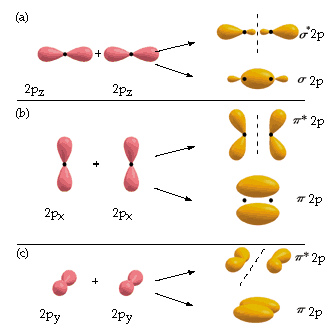 (a)
+
σ*2p
σ 2p
2pz 2pz
(b)
π* 2p
+
π 2p
2px 2px
(c)
π* 2p
+
2py 2py
π 2p